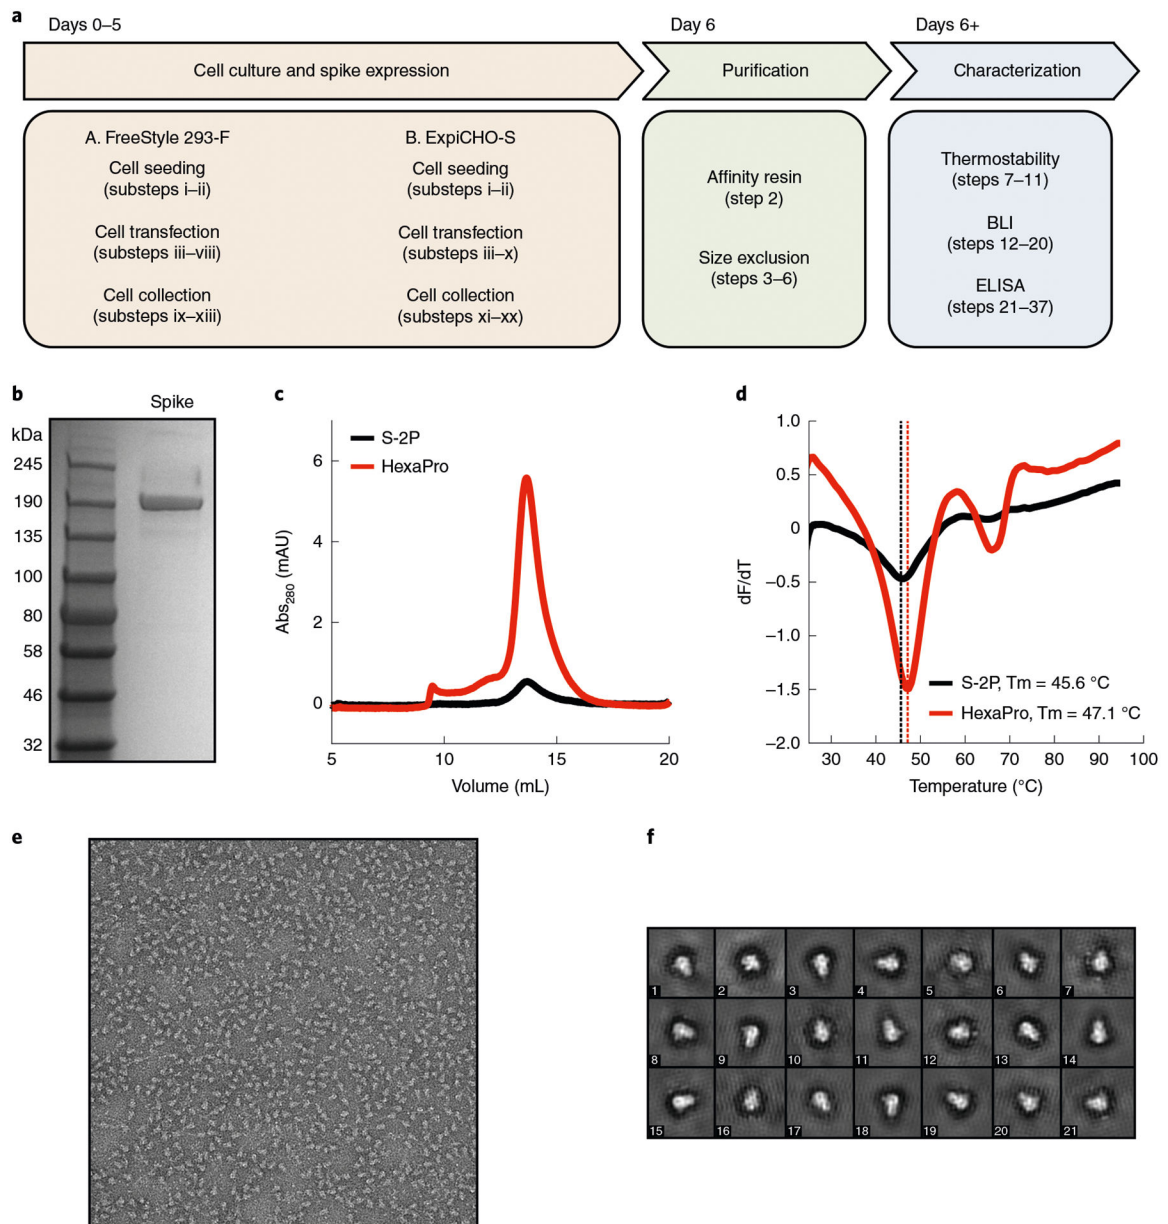 a
Days 0–5
Day 6
Days 6+
Cell culture and spike expression
Purification
Characterization
A. FreeStyle 293-F
Cell seeding
(substeps i–ii)
Cell transfection
(substeps iii–viii)
Cell collection
(substeps ix–xiii)
B. ExpiCHO-S
Cell seeding
(substeps i–ii)
Cell transfection
(substeps iii–x)
Cell collection
(substeps xi–xx)
Affinity resin
(step 2)
Size exclusion
(steps 3–6)
Thermostability
(steps 7–11)
BLI
(steps 12–20)
ELISA
(steps 21–37)
b
Spike
kDa
245
190
135
100
80
58
46
32
c
S-2P
HexaPro
Abs280 (mAU)
6
4
2
0
5
10
15
20
Volume (mL)
d
dF/dT
1.0
0.5
0
–0.5
–1.0
–1.5
–2.0
S-2P, Tm = 45.6 °C
HexaPro, Tm = 47.1 °C
30
40
50
60
70
80
90
100
Temperature (°C)
e
f
1
2
3
4
5
6
7
8
9
10
11
12
13
14
15
16
17
18
19
20
21